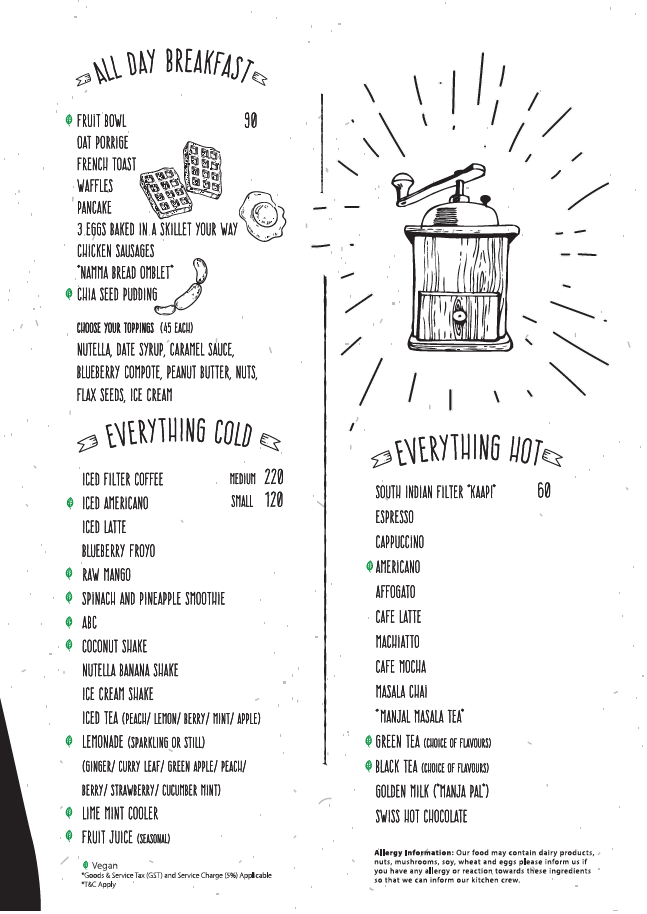 ALL DAY BREAKFAST
FRUIT BOWL 90
OAT PORRIGE
FRENCH TOAST
WAFFLES
PANCAKE
3 EGGS BAKED IN A SKILLET YOUR WAY
CHICKEN SAUSAGES
"NAMMA BREAD OMBLET"
CHIA SEED PUDDING
CHOOSE YOUR TOPPINGS (45 EACH)
NUTELLA, DATE SYRUP, CARAMEL SAUCE,
BLUEBERRY COMPOTE, PEANUT BUTTER, NUTS,
FLAX SEEDS, ICE CREAM
EVERYTHING COLD
ICED FILTER COFFEE MEDIUM 220
ICED AMERICANO SMALL 120
ICED LATTE
BLUEBERRY FROYO
RAW MANGO
SPINACH AND PINEAPPLE SMOOTHIE
ABC
COCONUT SHAKE
NUTELLA BANANA SHAKE
ICE CREAM SHAKE
ICED TEA (PEACH/ LEMON/ BERRY/ MINT/ APPLE)
LEMONADE (SPARKLING OR STILL)
(GINGER/ CURRY LEAF/ GREEN APPLE/ PEACH/
BERRY/ STRAWBERRY/ CUCUMBER MINT)
LIME MINT COOLER
FRUIT JUICE (SEASONAL)
Vegan
*Goods & Service Tax (GST) and Service Charge (5%) Applicable
*T&C Apply
EVERYTHING HOT
SOUTH INDIAN FILTER "KAAPI" 60
ESPRESSO
CAPPUCCINO
AMERICANO
AFFOGATO
CAFE LATTE
MACHIATTO
CAFE MOCHA
MASALA CHAI
"MANJAL MASALA TEA"
GREEN TEA (CHOICE OF FLAVOURS)
BLACK TEA (CHOICE OF FLAVOURS)
GOLDEN MILK ("MANJA PAL")
SWISS HOT CHOCOLATE
Allergy Information: Our food may contain dairy products,
nuts, mushrooms, soy, wheat and eggs please inform us if
you have any allergy or reaction towards these ingredients
so that we can inform our kitchen crew.